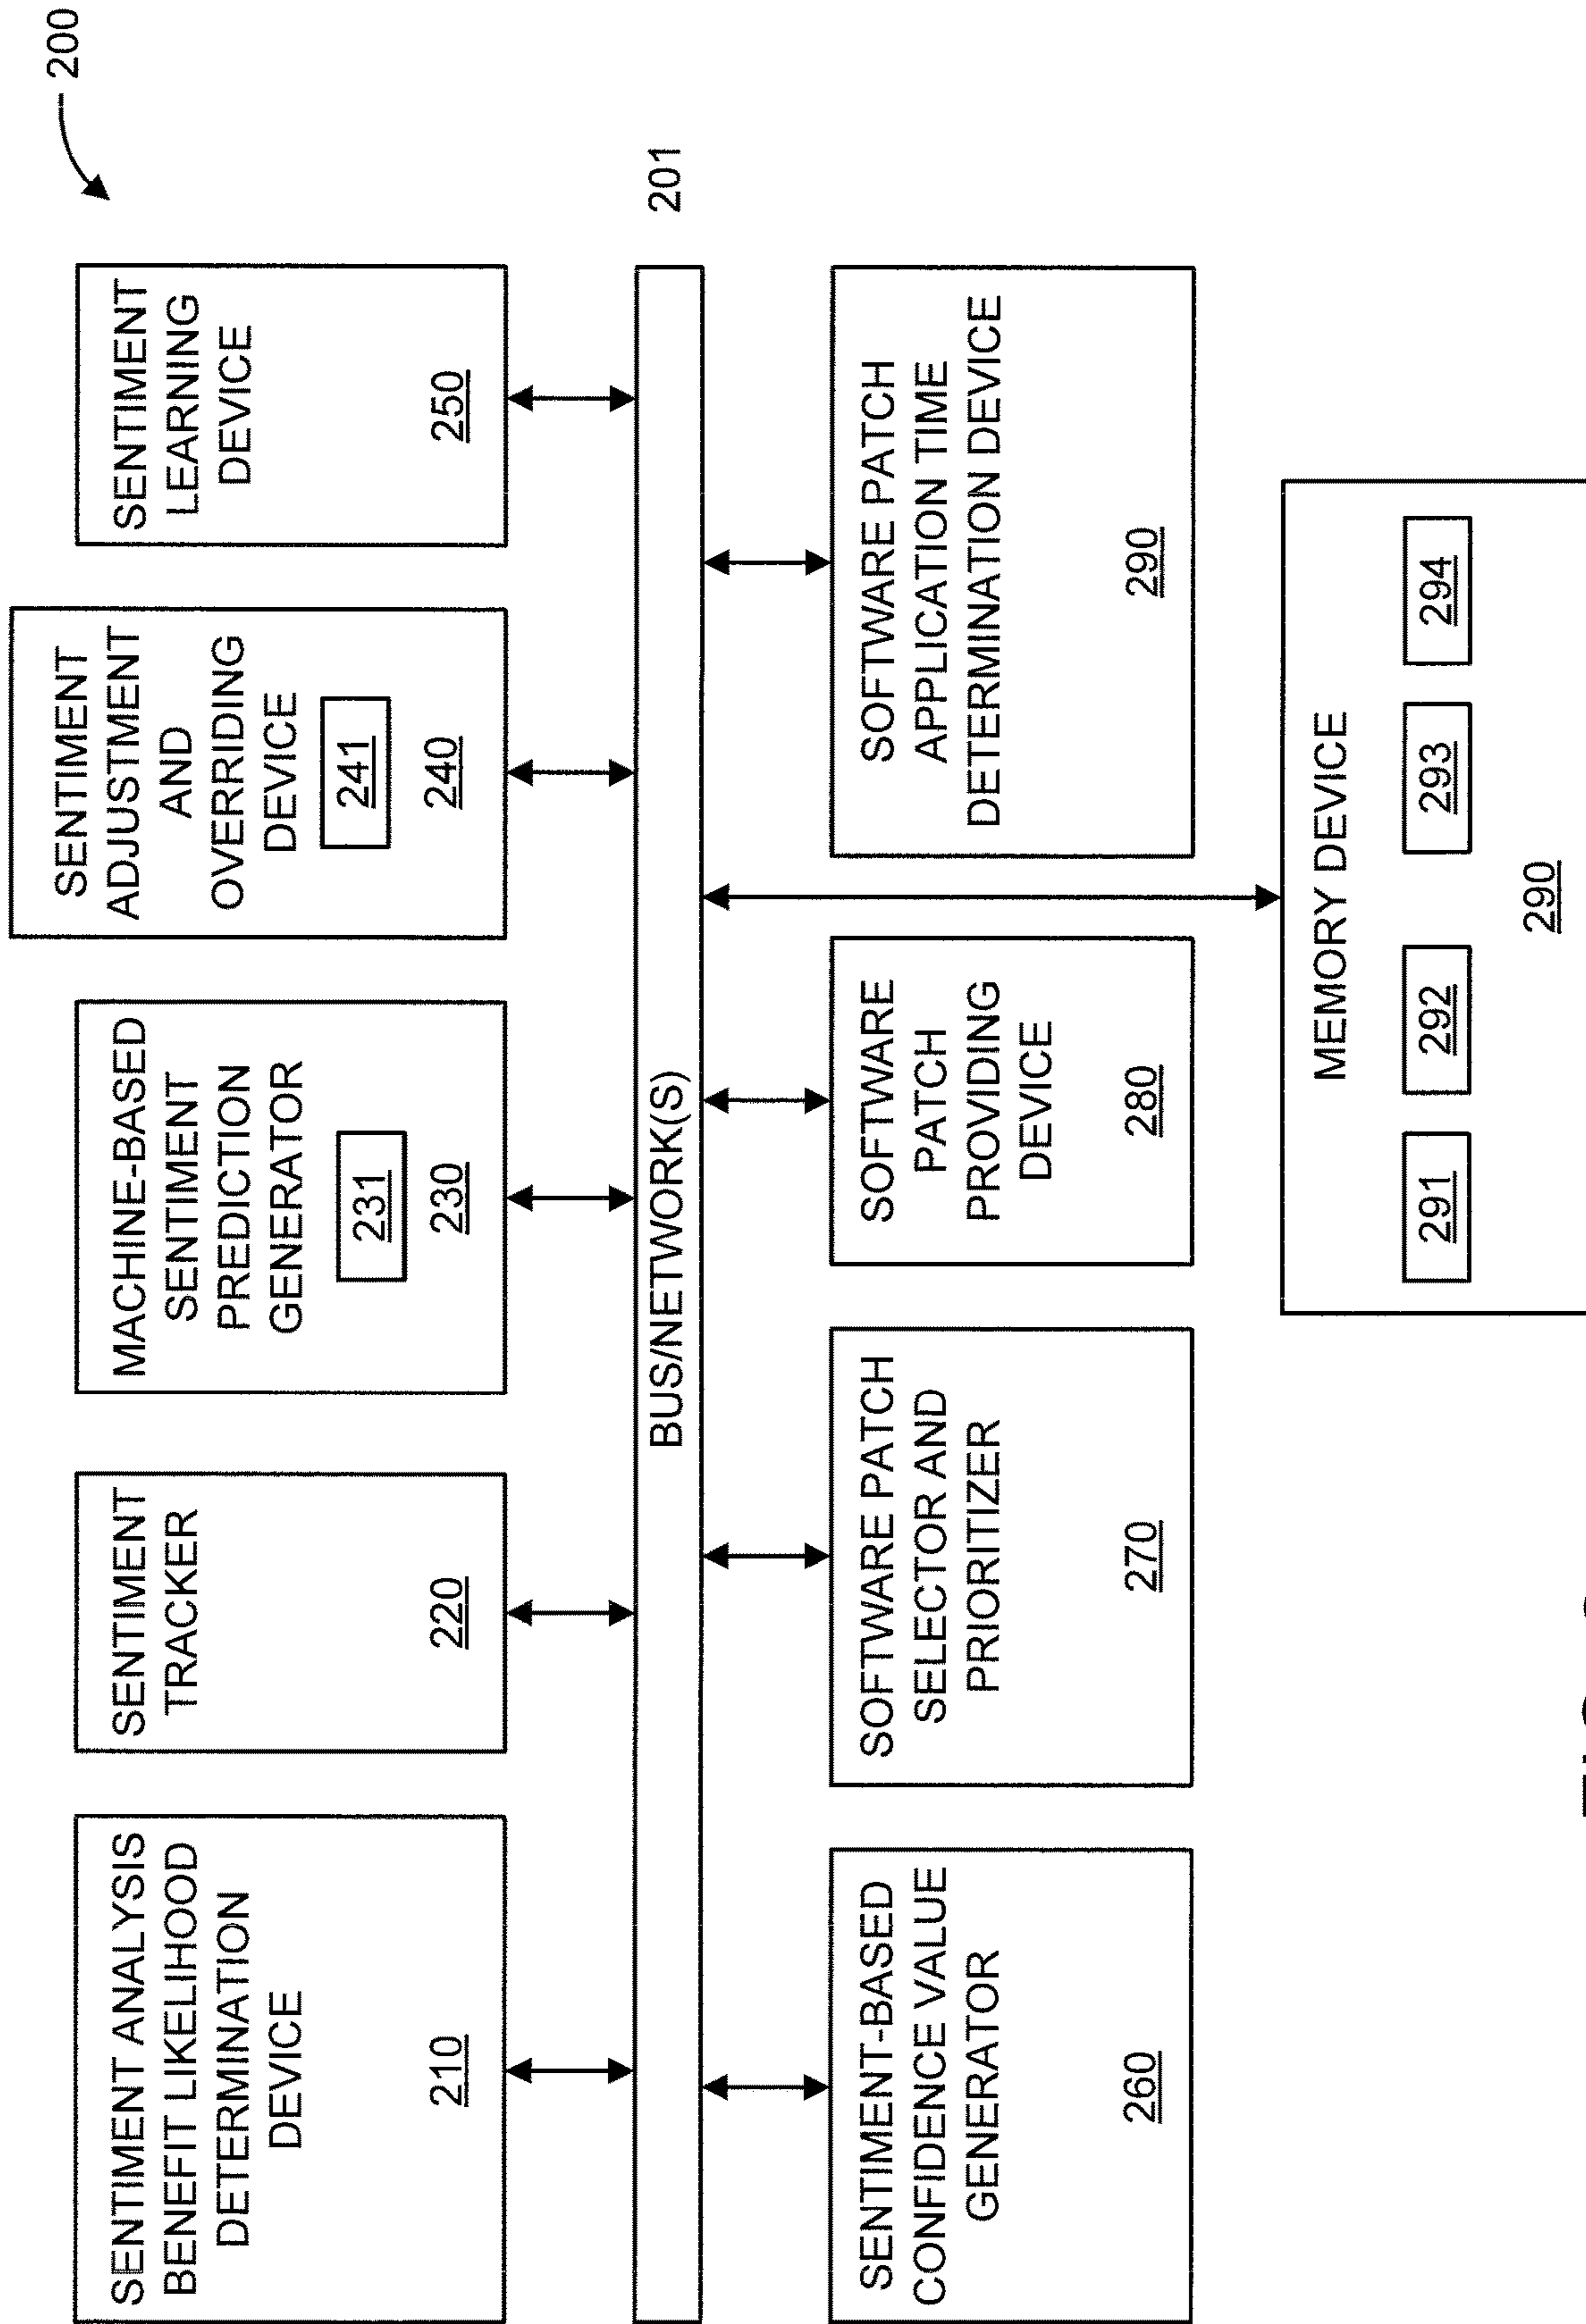 200
SENTIMENT ANALYSIS
BENEFIT LIKELIHOOD
DETERMINATION
DEVICE
210
SENTIMENT
TRACKER
220
MACHINE-BASED
SENTIMENT
PREDICTION
GENERATOR
231
230
SENTIMENT
ADJUSTMENT
AND
OVERRIDING
DEVICE
241
240
SENTIMENT
LEARNING
DEVICE
250
BUS/NETWORK(S)
201
SENTIMENT-BASED
CONFIDENCE VALUE
GENERATOR
260
SOFTWARE PATCH
SELECTOR AND
PRIORITIZER
270
SOFTWARE
PATCH
PROVIDING
DEVICE
280
SOFTWARE PATCH
APPLICATION TIME
DETERMINATION DEVICE
290
MEMORY DEVICE
291
292
293
294
290